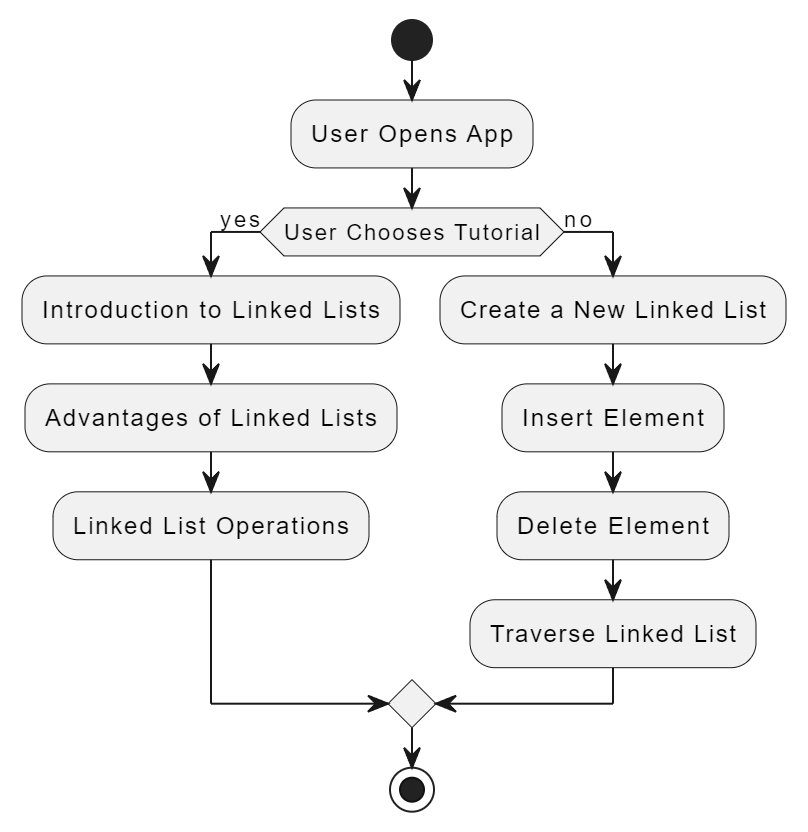 User Opens App
yes
User Chooses Tutorial
no
Introduction to Linked Lists
Create a New Linked List
Advantages of Linked Lists
Insert Element
Linked List Operations
Delete Element
Traverse Linked List